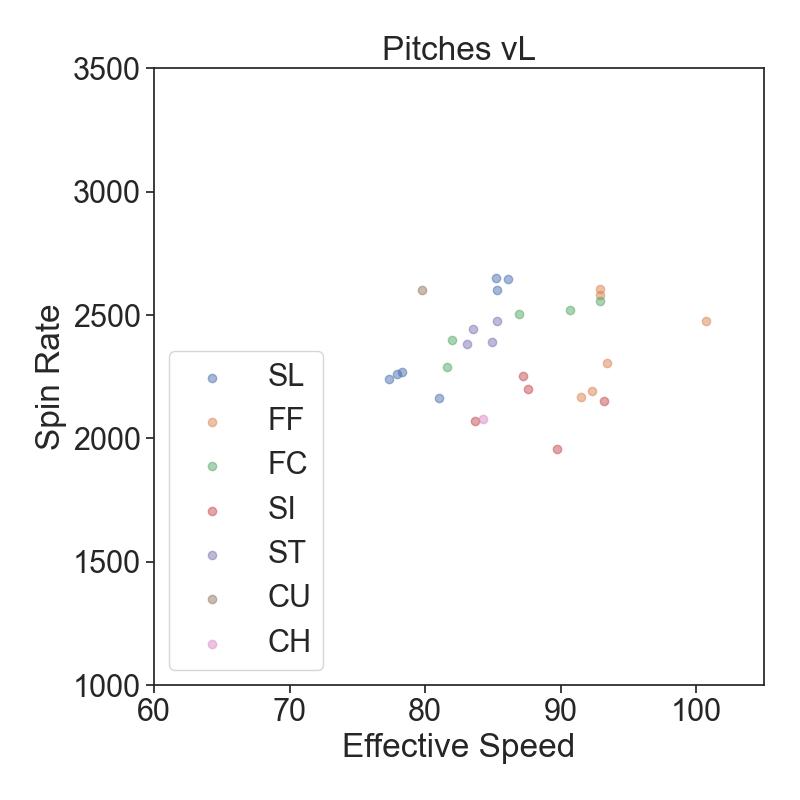 Pitches vL
3500
3000
2500
2000
1500
1000
Spin Rate
SL
FF
FC
SI
ST
CU
CH
60 70 80 90 100
Effective Speed